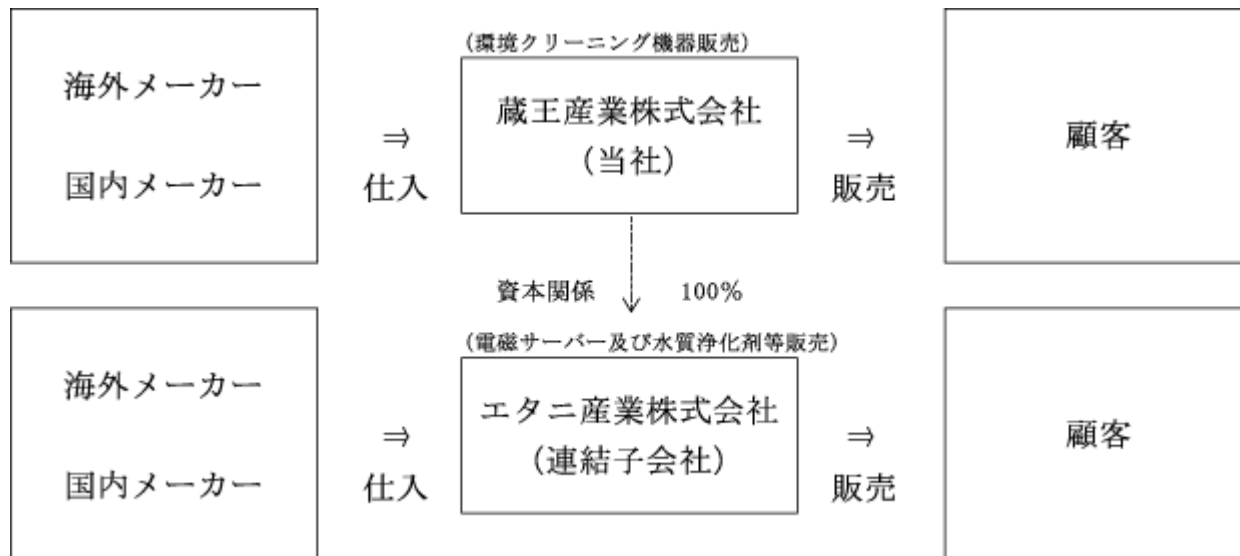 海外メーカー
国内メーカー
⇒
仕入
(環境クリーニング機器販売)
蔵王産業株式会社
(当社)
⇒
販売
顧客
資本関係 100%
海外メーカー
国内メーカー
⇒
仕入
(電磁サーバー及び水質浄化剤等販売)
エタニ産業株式会社
(連結子会社)
⇒
販売
顧客